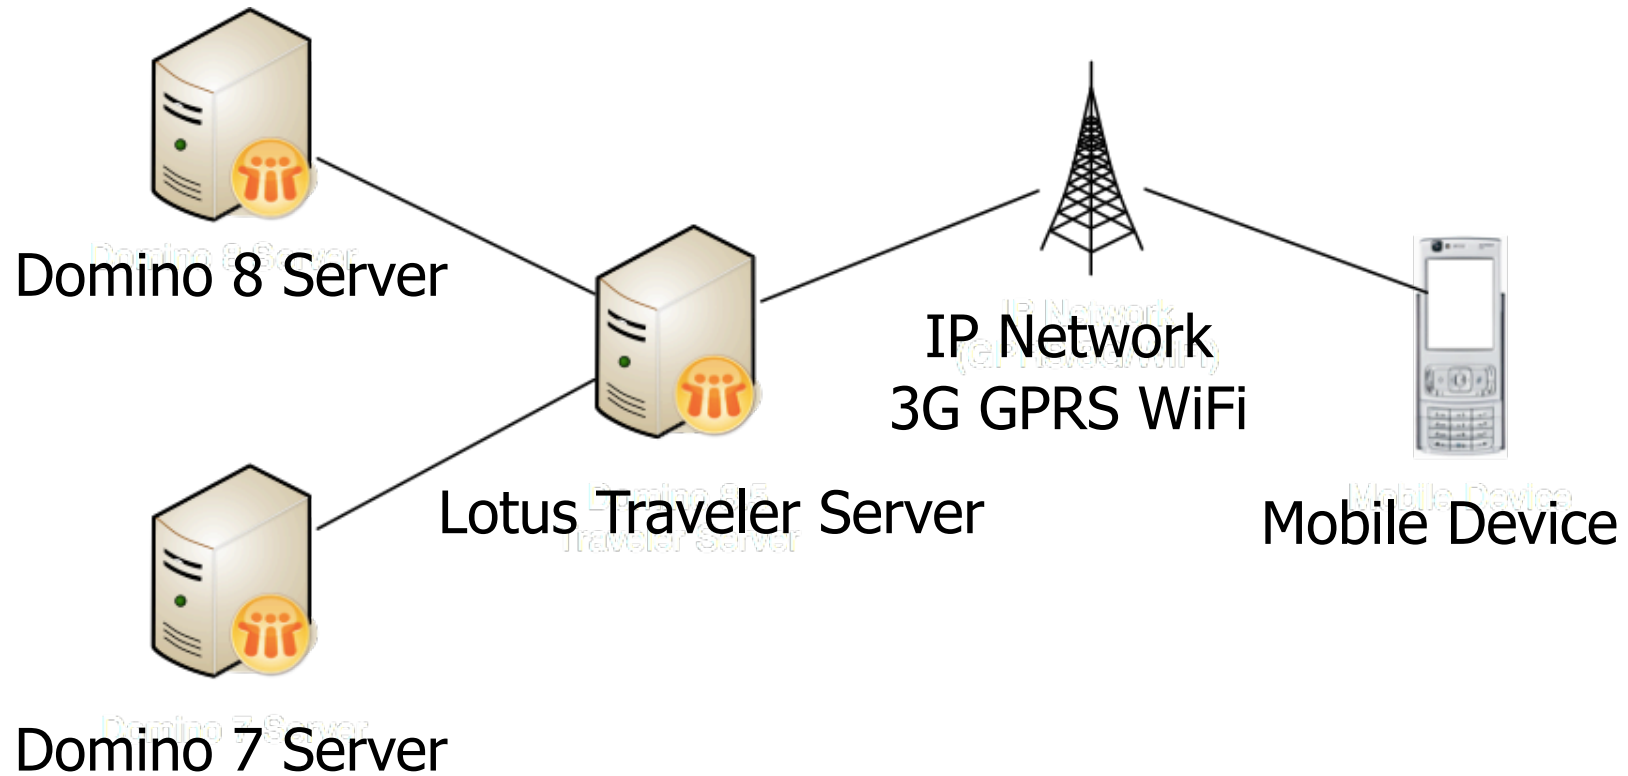 Domino 8 Server
IP Network
3G GPRS WiFi
Lotus Traveler Server
Mobile Device
Domino 7 Server